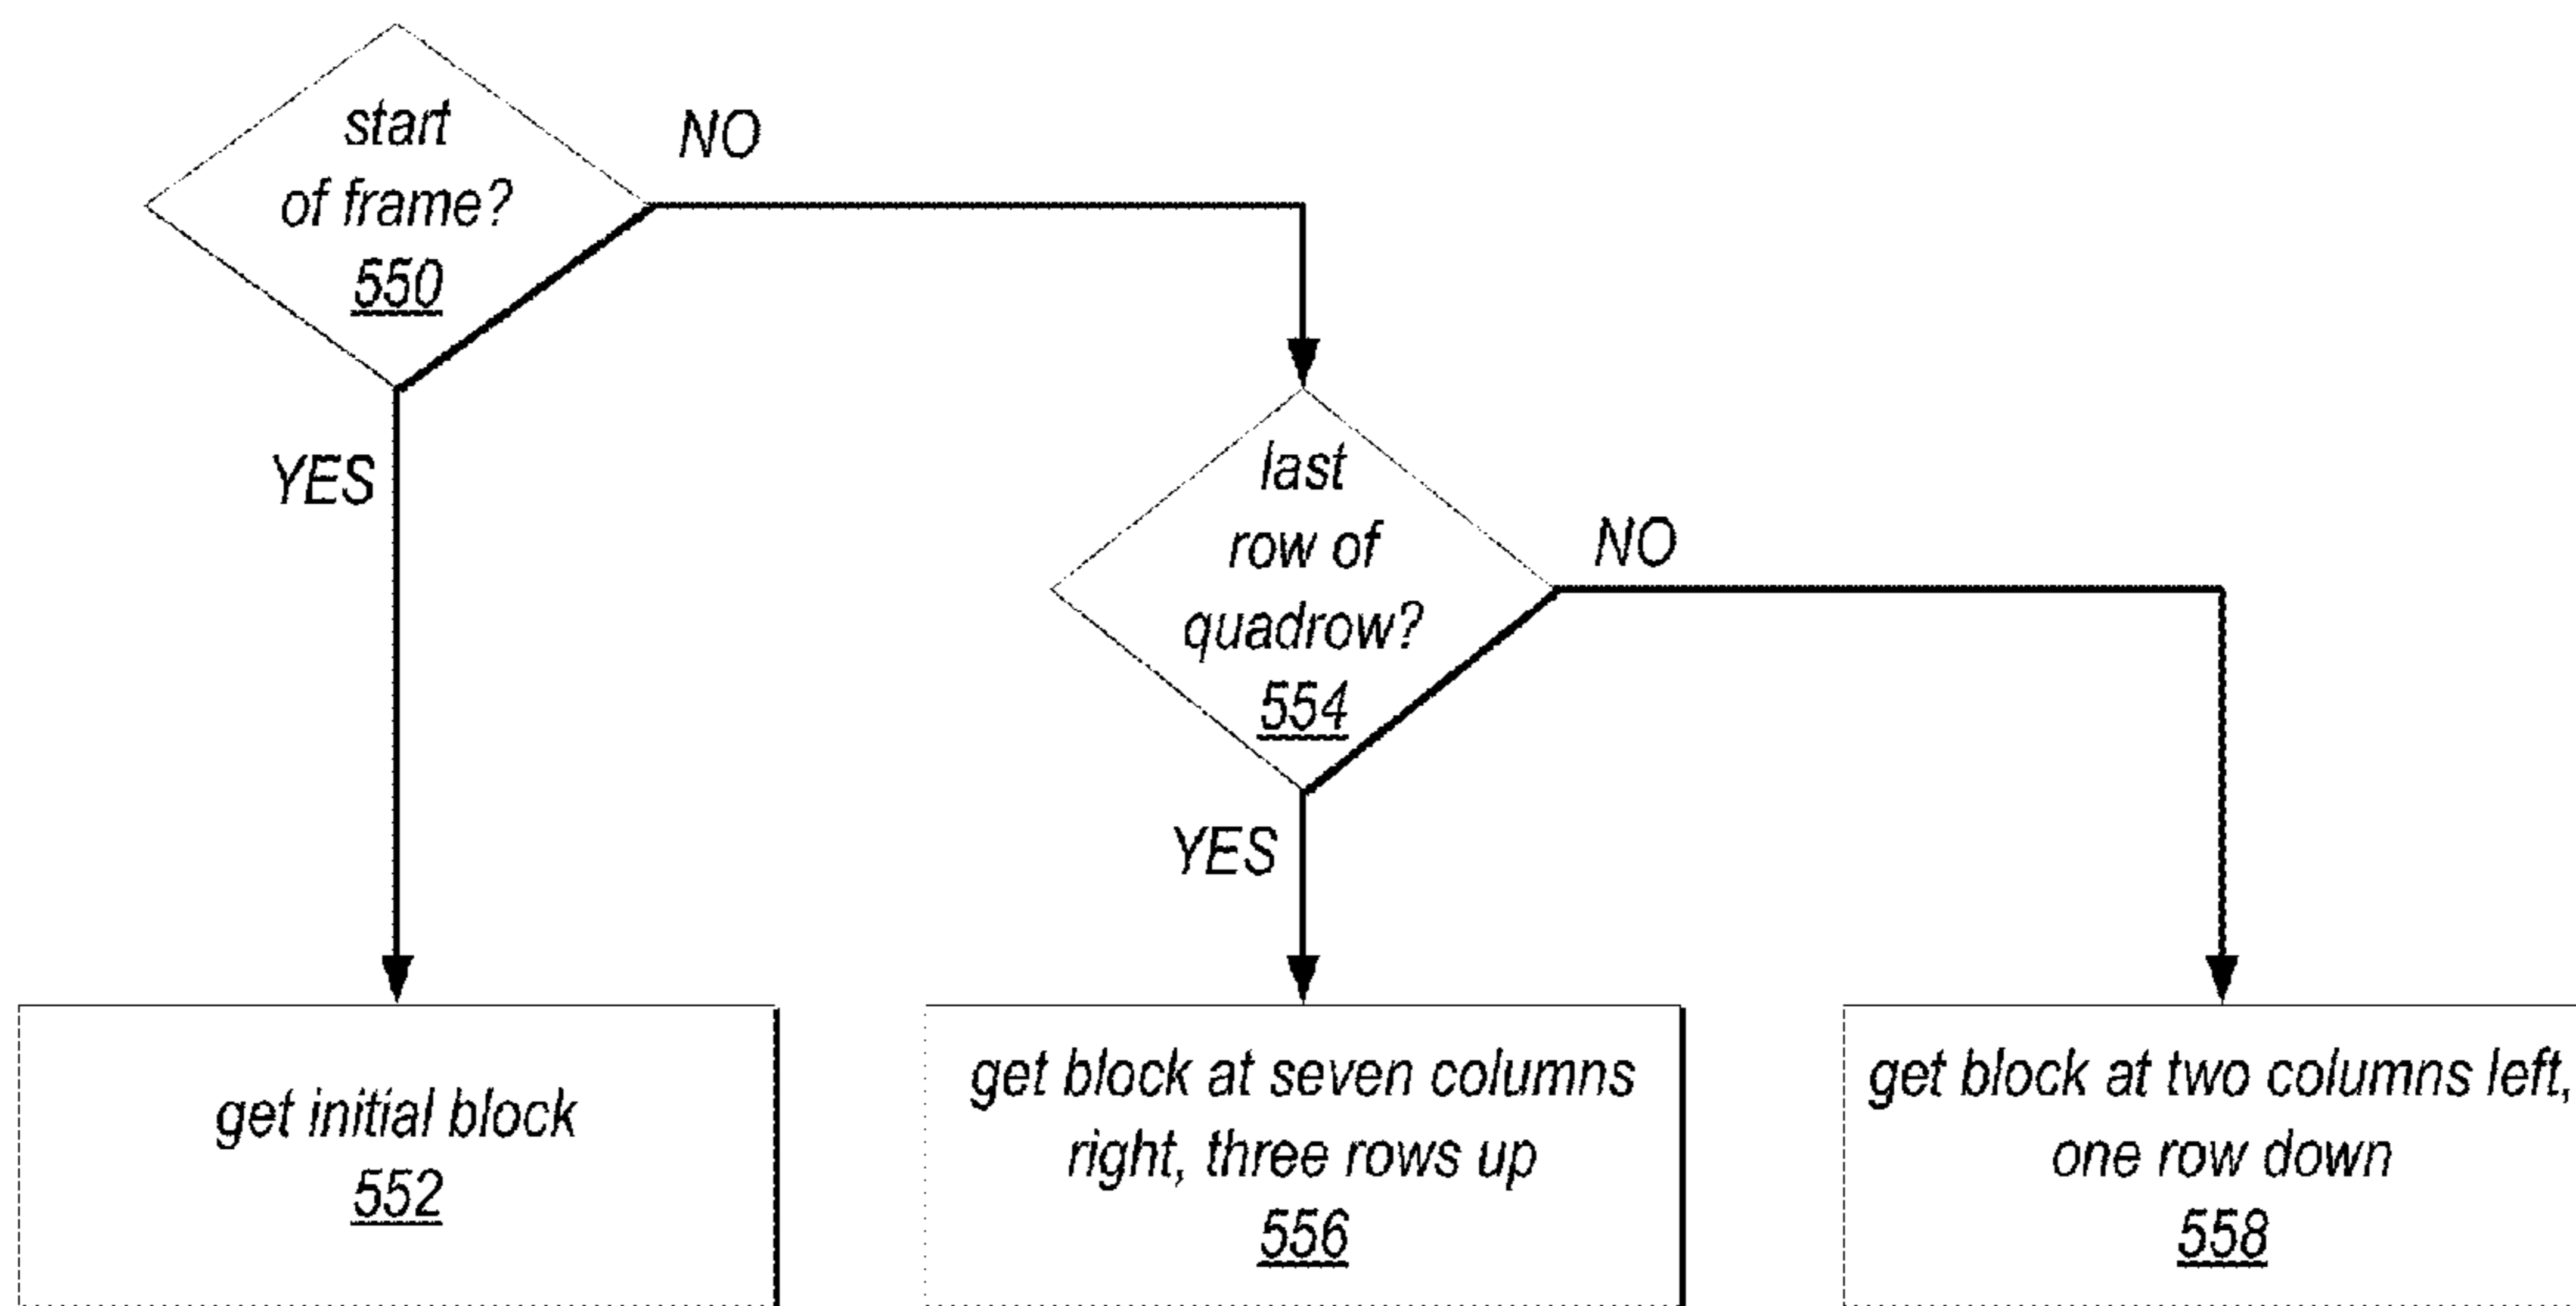 start
of frame?
550
NO
YES
last
row of
quadrow?
554
NO
YES
get initial block
552
get block at seven columns
right, three rows up
556
get block at two columns left,
one row down
558